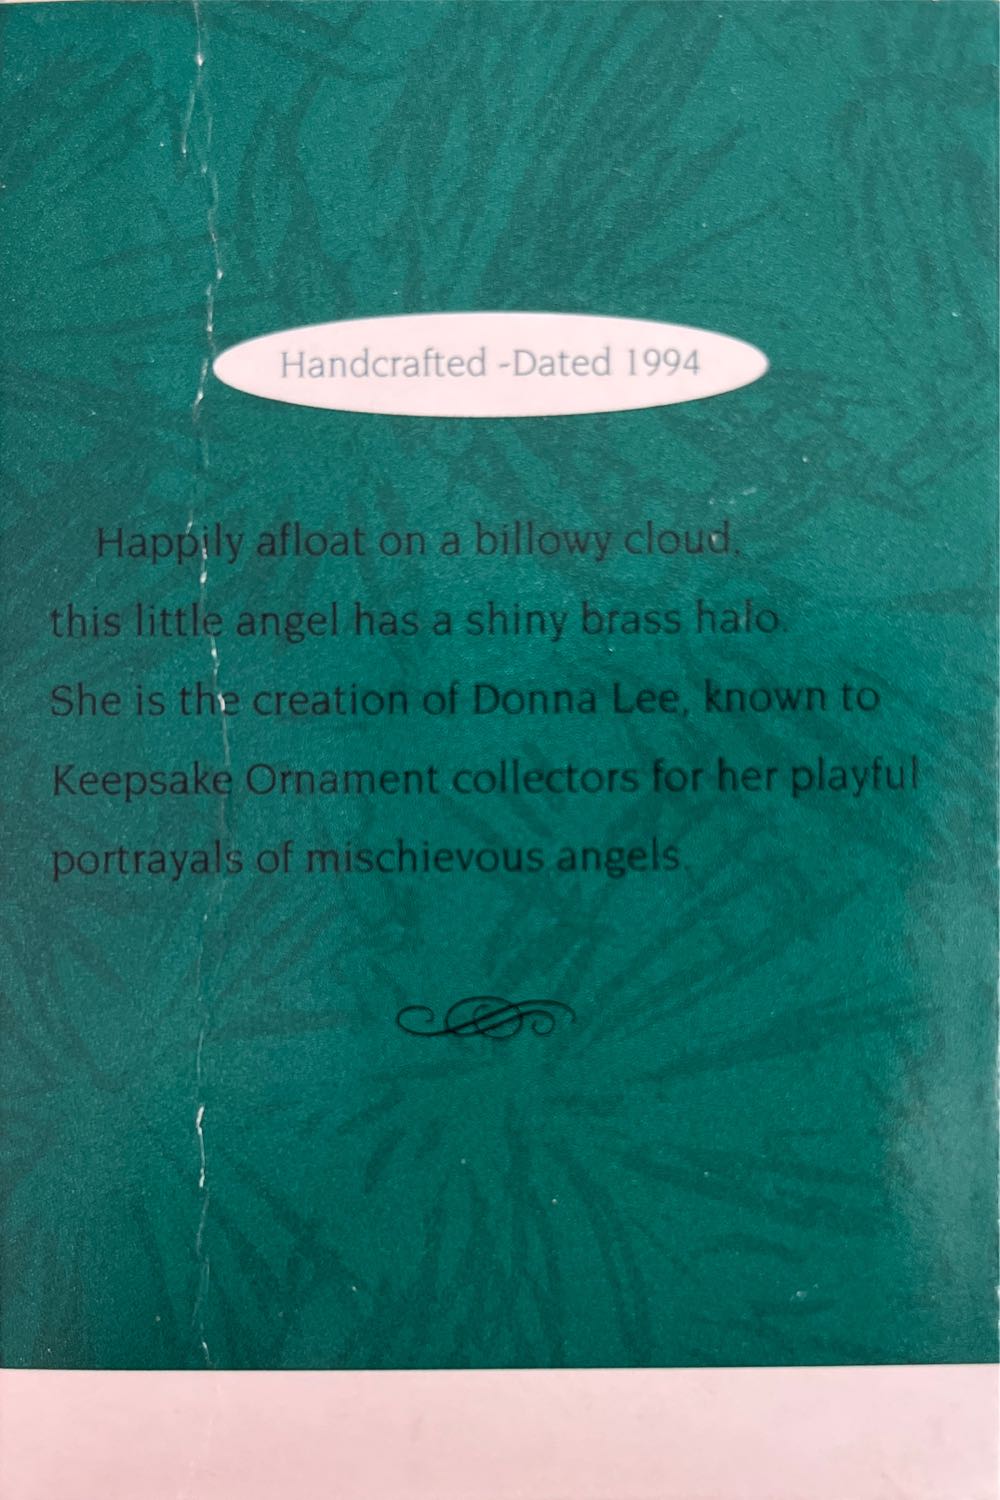 Handcrafted -Dated 1994
Happily afloat on a billowy cloud,
this little angel has a shiny brass halo.
She is the creation of Donna Lee, known to
Keepsake Ornament collectors for her playful
portrayals of mischievous angels.